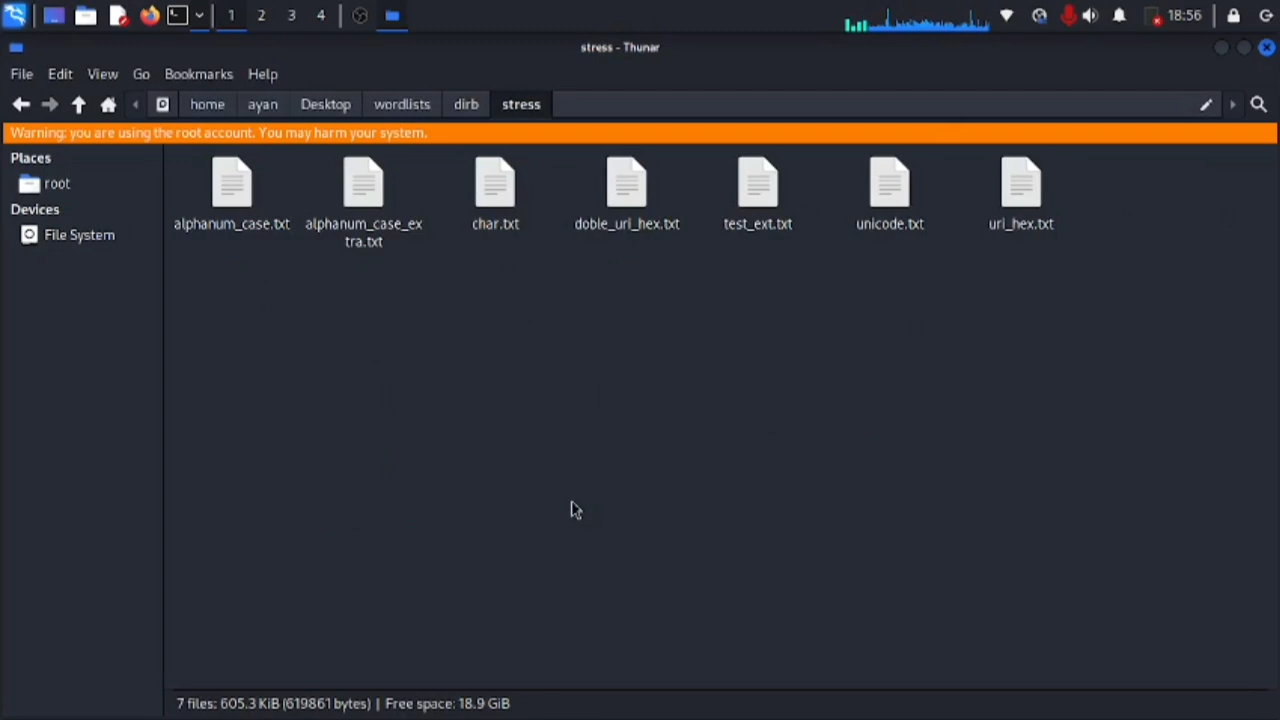 1 2 3 4 18:56
stress - Thunar
File Edit View Go Bookmarks Help
home ayan Desktop wordlists dirb stress
Warning: you are using the root account. You may harm your system.
Places
root
Devices
File System
alphanum_case.txt
alphanum_case_ex
tra.txt
char.txt
doble_uri_hex.txt
test_ext.txt
unicode.txt
uri_hex.txt
7 files: 605.3 KiB (619861 bytes) | Free space: 18.9 GiB